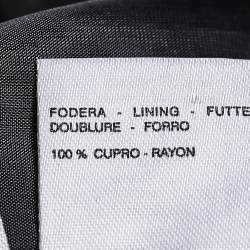 FODERA - LINING - FUTTE
DOUBLURE - FORRO
100 % CUPRO - RAYON